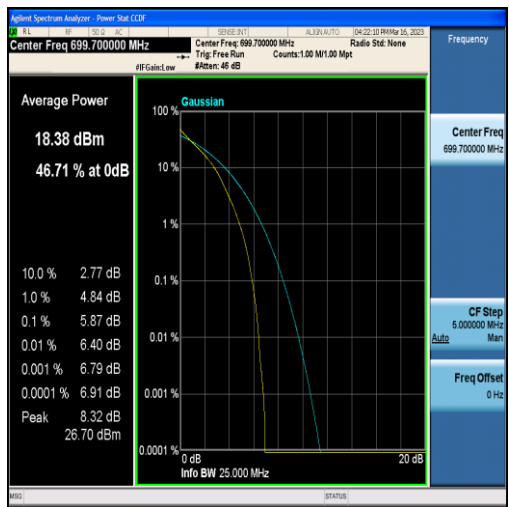 Agilent Spectrum Analyzer - Power Stat CCDF
RL RF 50 Ω AC SENSE:INT ALIGN AUTO 04:22:10 PM Mar 16, 2023
Center Freq 699.700000 MHz
Center Freq: 699.700000 MHz Radio Std: None
Trig: Free Run Counts:1.00 M/1.00 Mpt
#IFGain:Low #Atten: 46 dB
Frequency
Center Freq
699.700000 MHz
CF Step
5.000000 MHz
Auto Man
Freq Offset
0 Hz
Average Power
18.38 dBm
46.71 % at 0dB
10.0 % 2.77 dB
1.0 % 4.84 dB
0.1 % 5.87 dB
0.01 % 6.40 dB
0.001 % 6.79 dB
0.0001 % 6.91 dB
Peak 8.32 dB
26.70 dBm
Gaussian
100 %
10 %
1 %
0.1 %
0.01 %
0.001 %
0.0001 %
0 dB 20 dB
Info BW 25.000 MHz
MSG STATUS